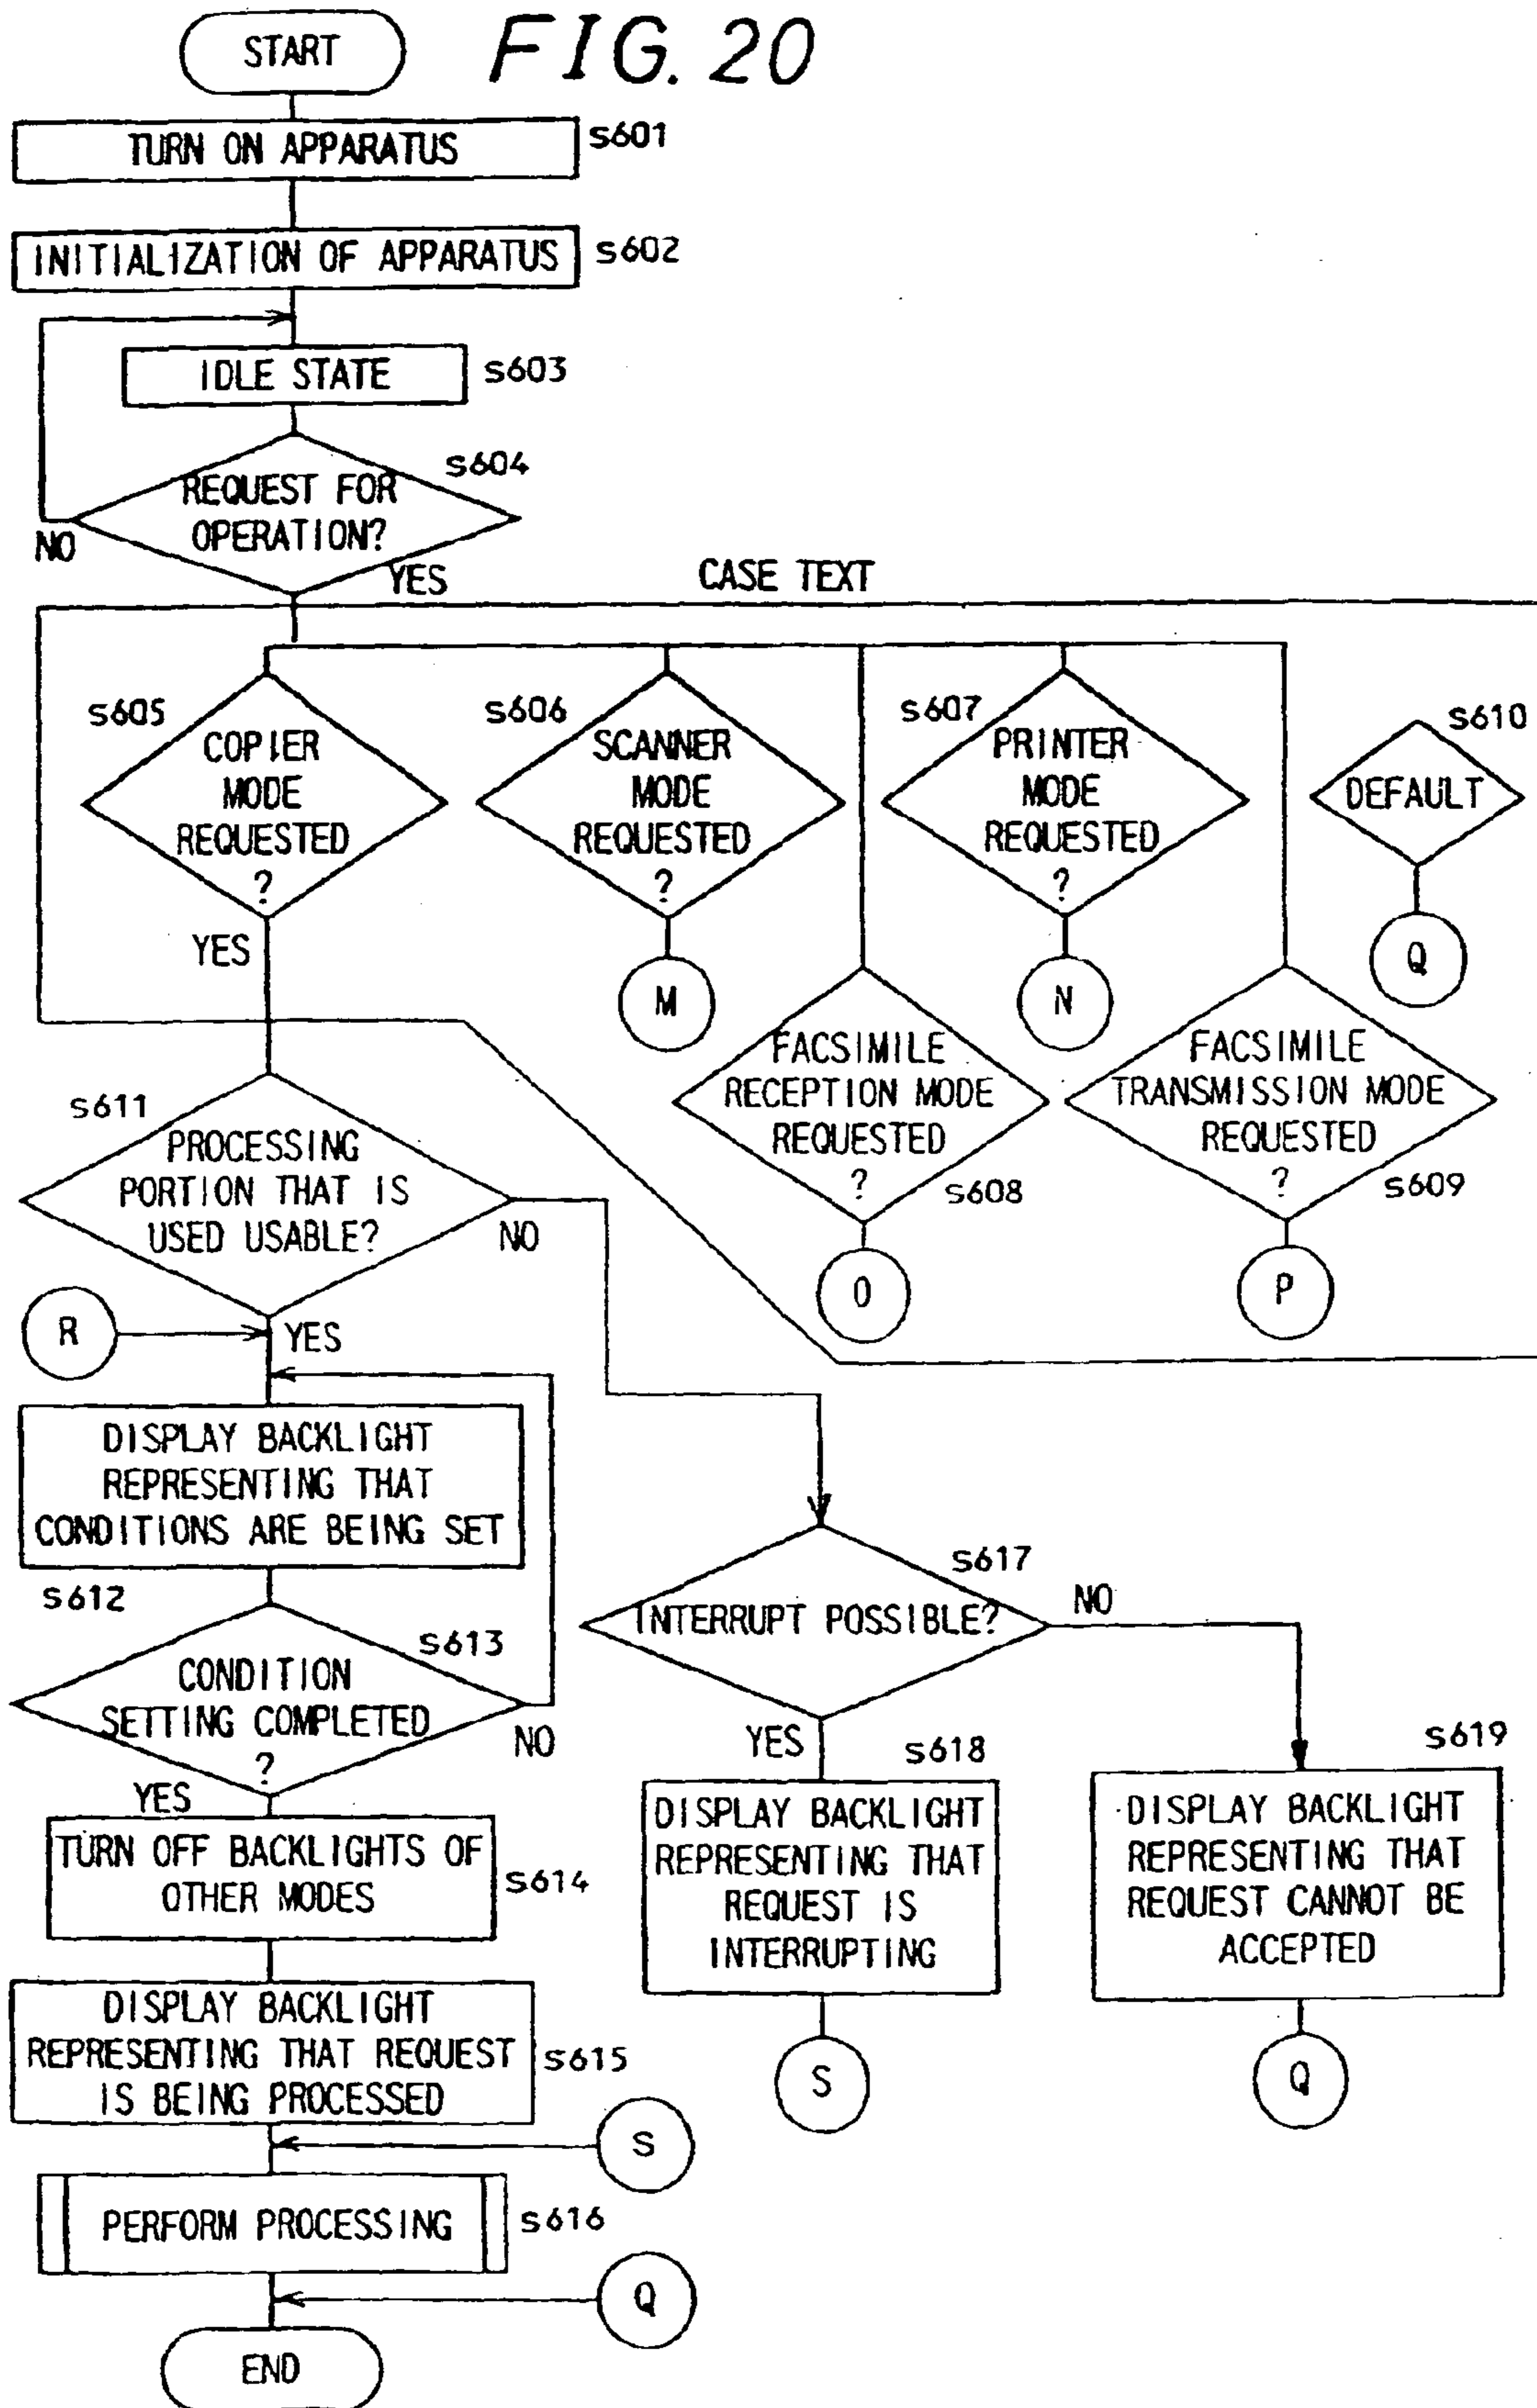 START
FIG. 20
TURN ON APPARATUS
S601
INITIALIZATION OF APPARATUS
S602
IDLE STATE
S603
S604
REQUEST FOR
OPERATION?
NO
YES
CASE TEXT
S605
COPIER
MODE
REQUESTED
?
YES
S606
SCANNER
MODE
REQUESTED
?
M
S607
PRINTER
MODE
REQUESTED
?
N
S610
DEFAULT
Q
FACSIMILE
RECEPTION MODE
REQUESTED
?
S608
O
FACSIMILE
TRANSMISSION MODE
REQUESTED
?
S609
P
S611
PROCESSING
PORTION THAT IS
USED USABLE?
NO
R
YES
DISPLAY BACKLIGHT
REPRESENTING THAT
CONDITIONS ARE BEING SET
S612
S613
CONDITION
SETTING COMPLETED
?
NO
YES
TURN OFF BACKLIGHTS OF
OTHER MODES
S614
DISPLAY BACKLIGHT
REPRESENTING THAT REQUEST
IS BEING PROCESSED
S615
S
PERFORM PROCESSING
S616
Q
END
S617
INTERRUPT POSSIBLE?
NO
YES
S618
DISPLAY BACKLIGHT
REPRESENTING THAT
REQUEST IS
INTERRUPTING
S
S619
DISPLAY BACKLIGHT
REPRESENTING THAT
REQUEST CANNOT BE
ACCEPTED
Q